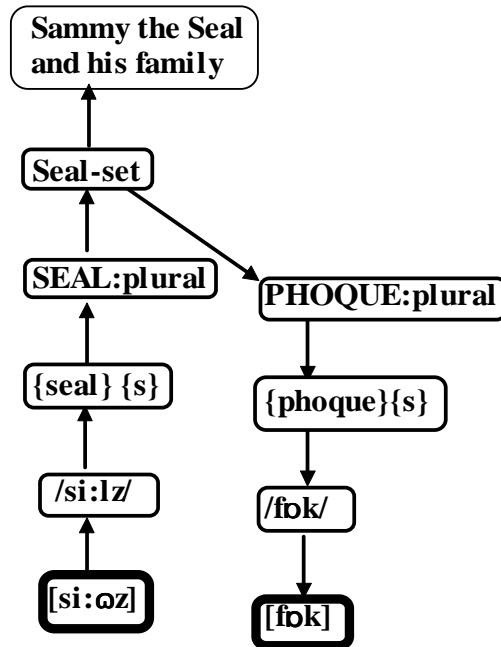 Sammy the Seal
and his family
Seal-set
SEAL:plural
PHOQUE:plural
{seal} {s}
{phoque}{s}
/si:lz/
/fɒk/
[si:ɷz]
[fɒk]